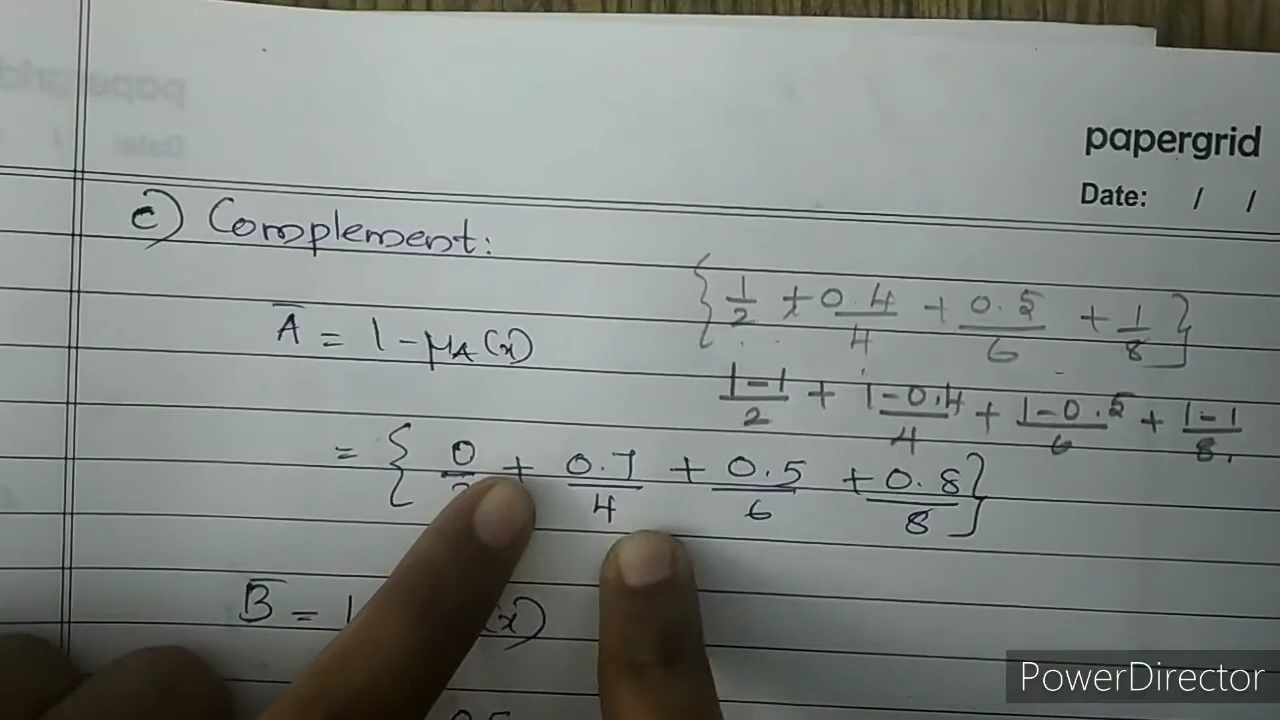 papergrid
Date: / /
c) Complement:
{1/2 + 0.4/4 + 0.5/6 + 1/8}
A̅ = 1 - μA(x)
1-1/2 + 1-0.4/4 + 1-0.5/6 + 1-1/8
= {0/ + 0.7/4 + 0.5/6 + 0.8/8}
B̅ = 1 (x)
PowerDirector